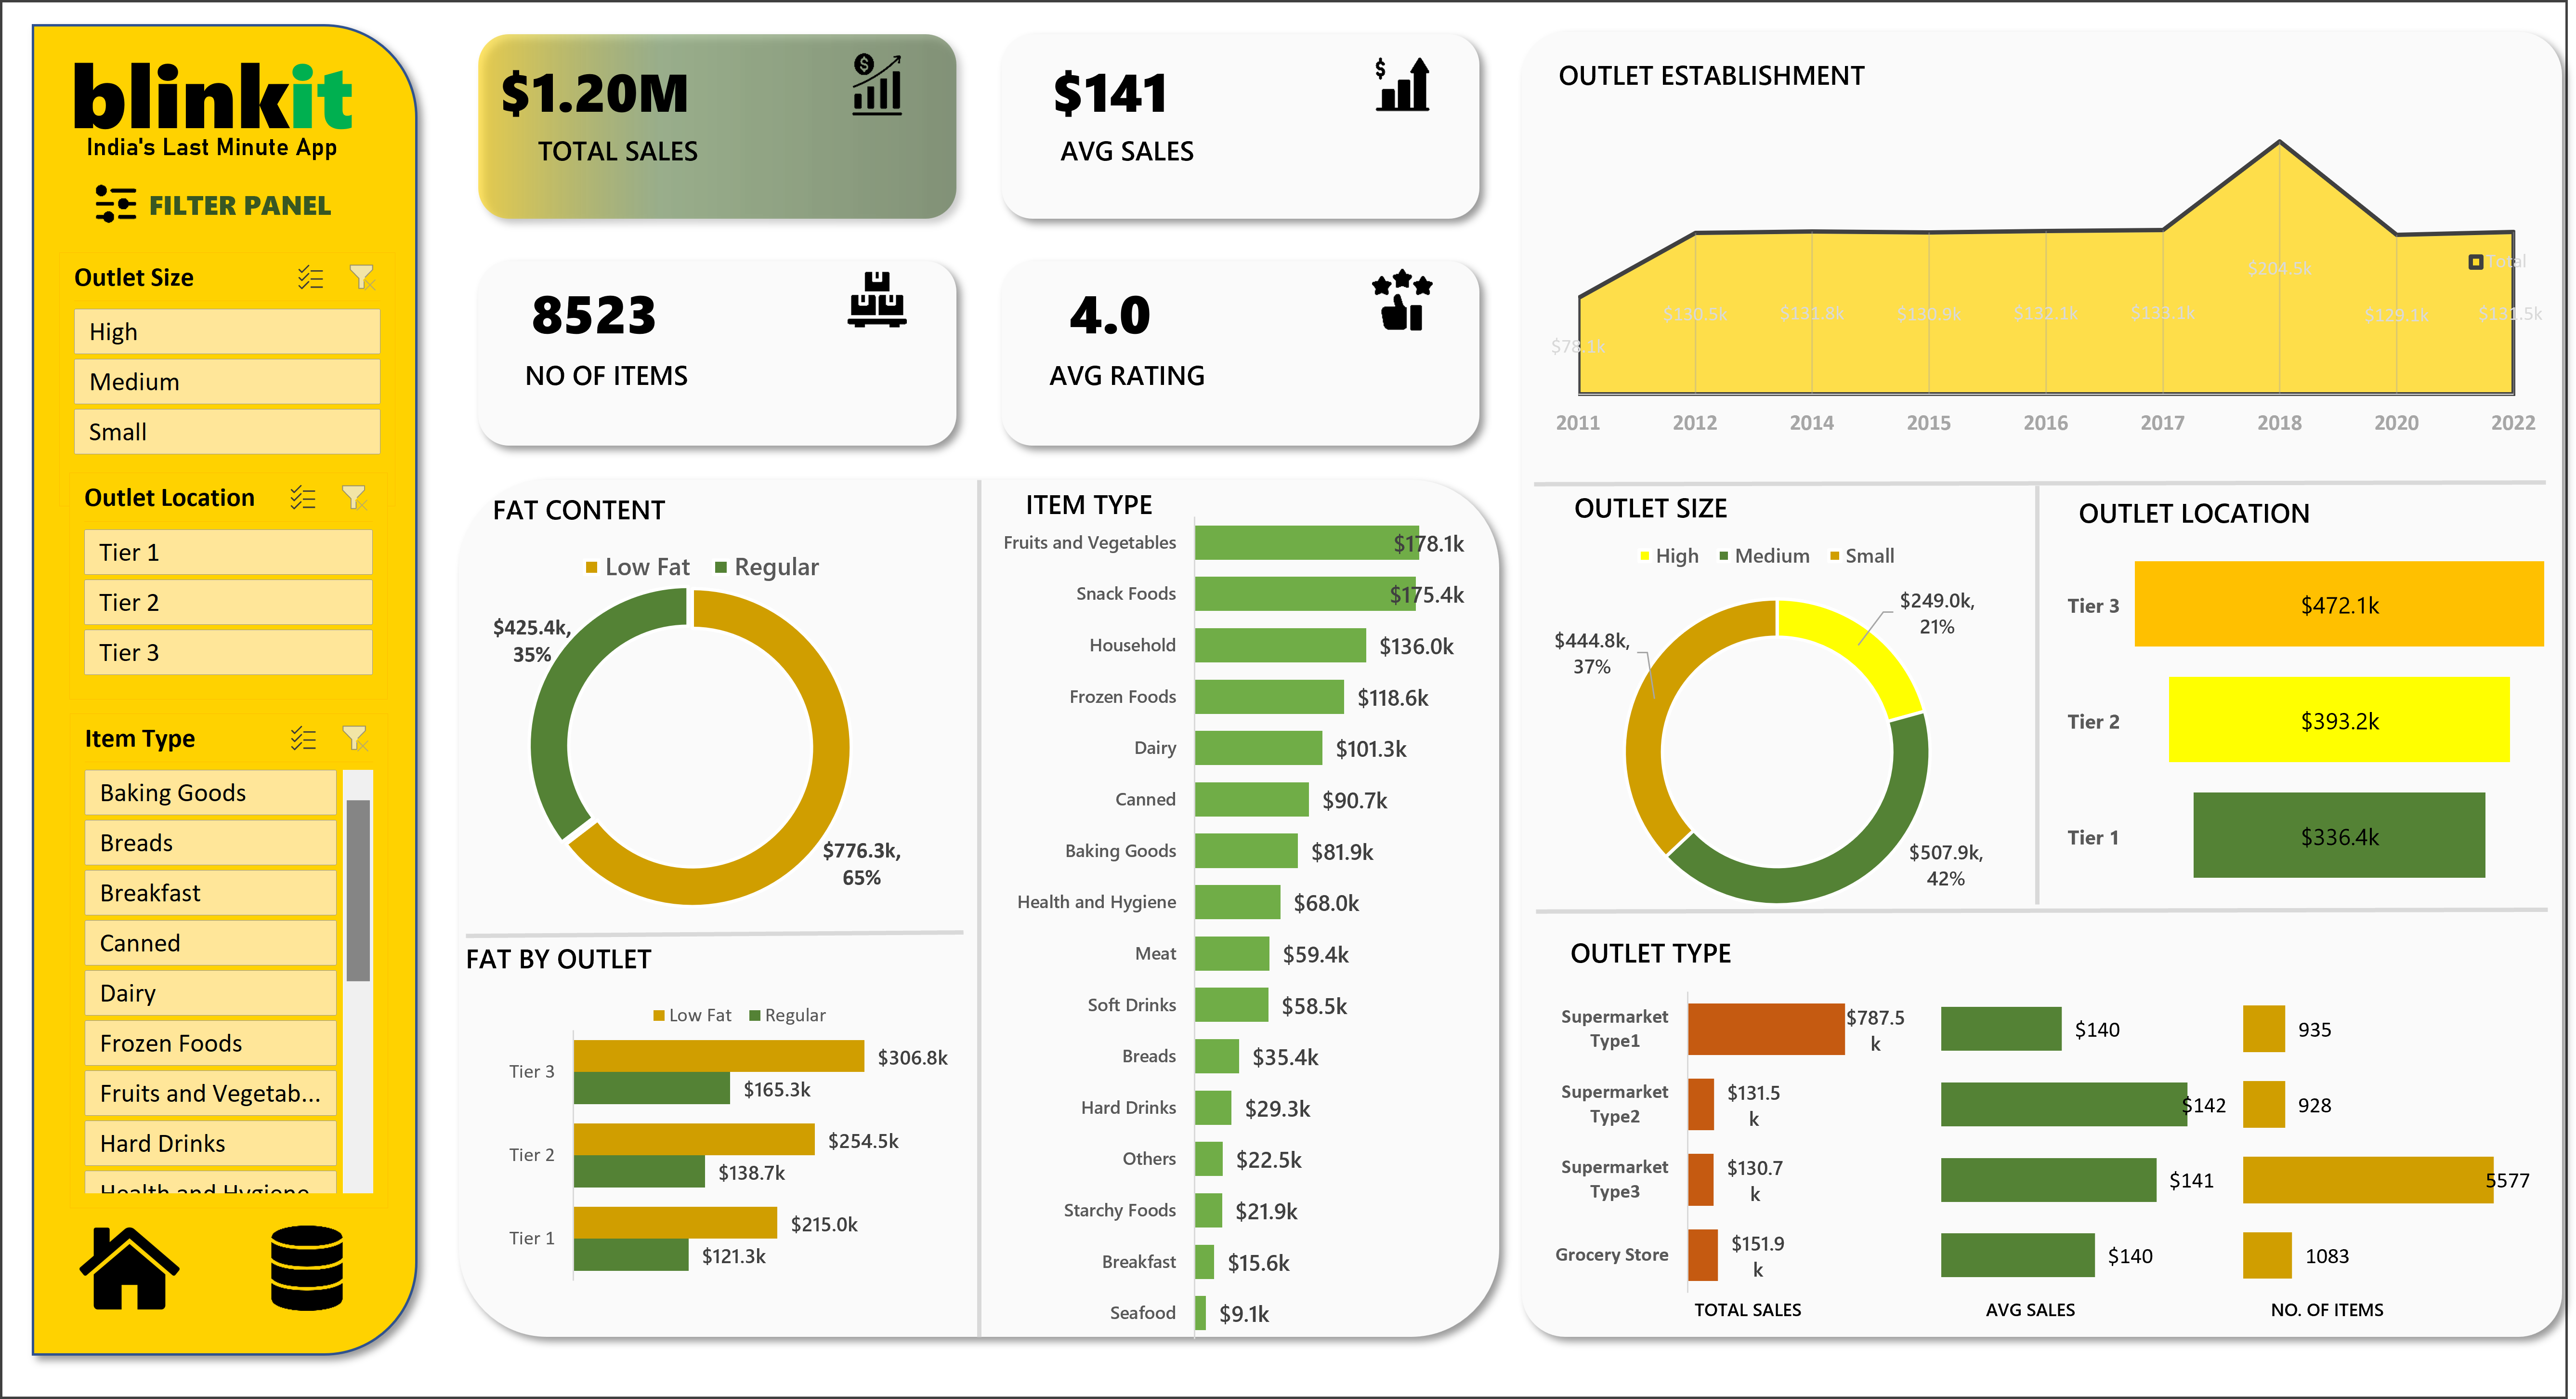 blinkit
India's Last Minute App
FILTER PANEL
Outlet Size
High
Medium
Small
Outlet Location
Tier 1
Tier 2
Tier 3
Item Type
Baking Goods
Breads
Breakfast
Canned
Dairy
Frozen Foods
Fruits and Vegetab...
Hard Drinks
Health and Hygiene
$1.20M
TOTAL SALES
$141
AVG SALES
8523
NO OF ITEMS
4.0
AVG RATING
FAT CONTENT
Low Fat Regular
$425.4k,
35%
$776.3k,
65%
FAT BY OUTLET
Low Fat Regular
Tier 3 $306.8k
$165.3k
Tier 2 $254.5k
$138.7k
Tier 1 $215.0k
$121.3k
ITEM TYPE
Fruits and Vegetables $178.1k
Snack Foods $175.4k
Household $136.0k
Frozen Foods $118.6k
Dairy $101.3k
Canned $90.7k
Baking Goods $81.9k
Health and Hygiene $68.0k
Meat $59.4k
Soft Drinks $58.5k
Breads $35.4k
Hard Drinks $29.3k
Others $22.5k
Starchy Foods $21.9k
Breakfast $15.6k
Seafood $9.1k
OUTLET ESTABLISHMENT
$204.5k
Total
$130.5k $131.8k $130.9k $132.1k $133.1k $129.1k $131.5k
$78.1k
2011 2012 2014 2015 2016 2017 2018 2020 2022
OUTLET SIZE
High Medium Small
$249.0k,
21%
$444.8k,
37%
$507.9k,
42%
OUTLET LOCATION
Tier 3 $472.1k
Tier 2 $393.2k
Tier 1 $336.4k
OUTLET TYPE
Supermarket
Type1
$787.5
k
$140
935
Supermarket
Type2
$131.5
k
$142
928
Supermarket
Type3
$130.7
k
$141
5577
Grocery Store
$151.9
k
$140
1083
TOTAL SALES AVG SALES NO. OF ITEMS